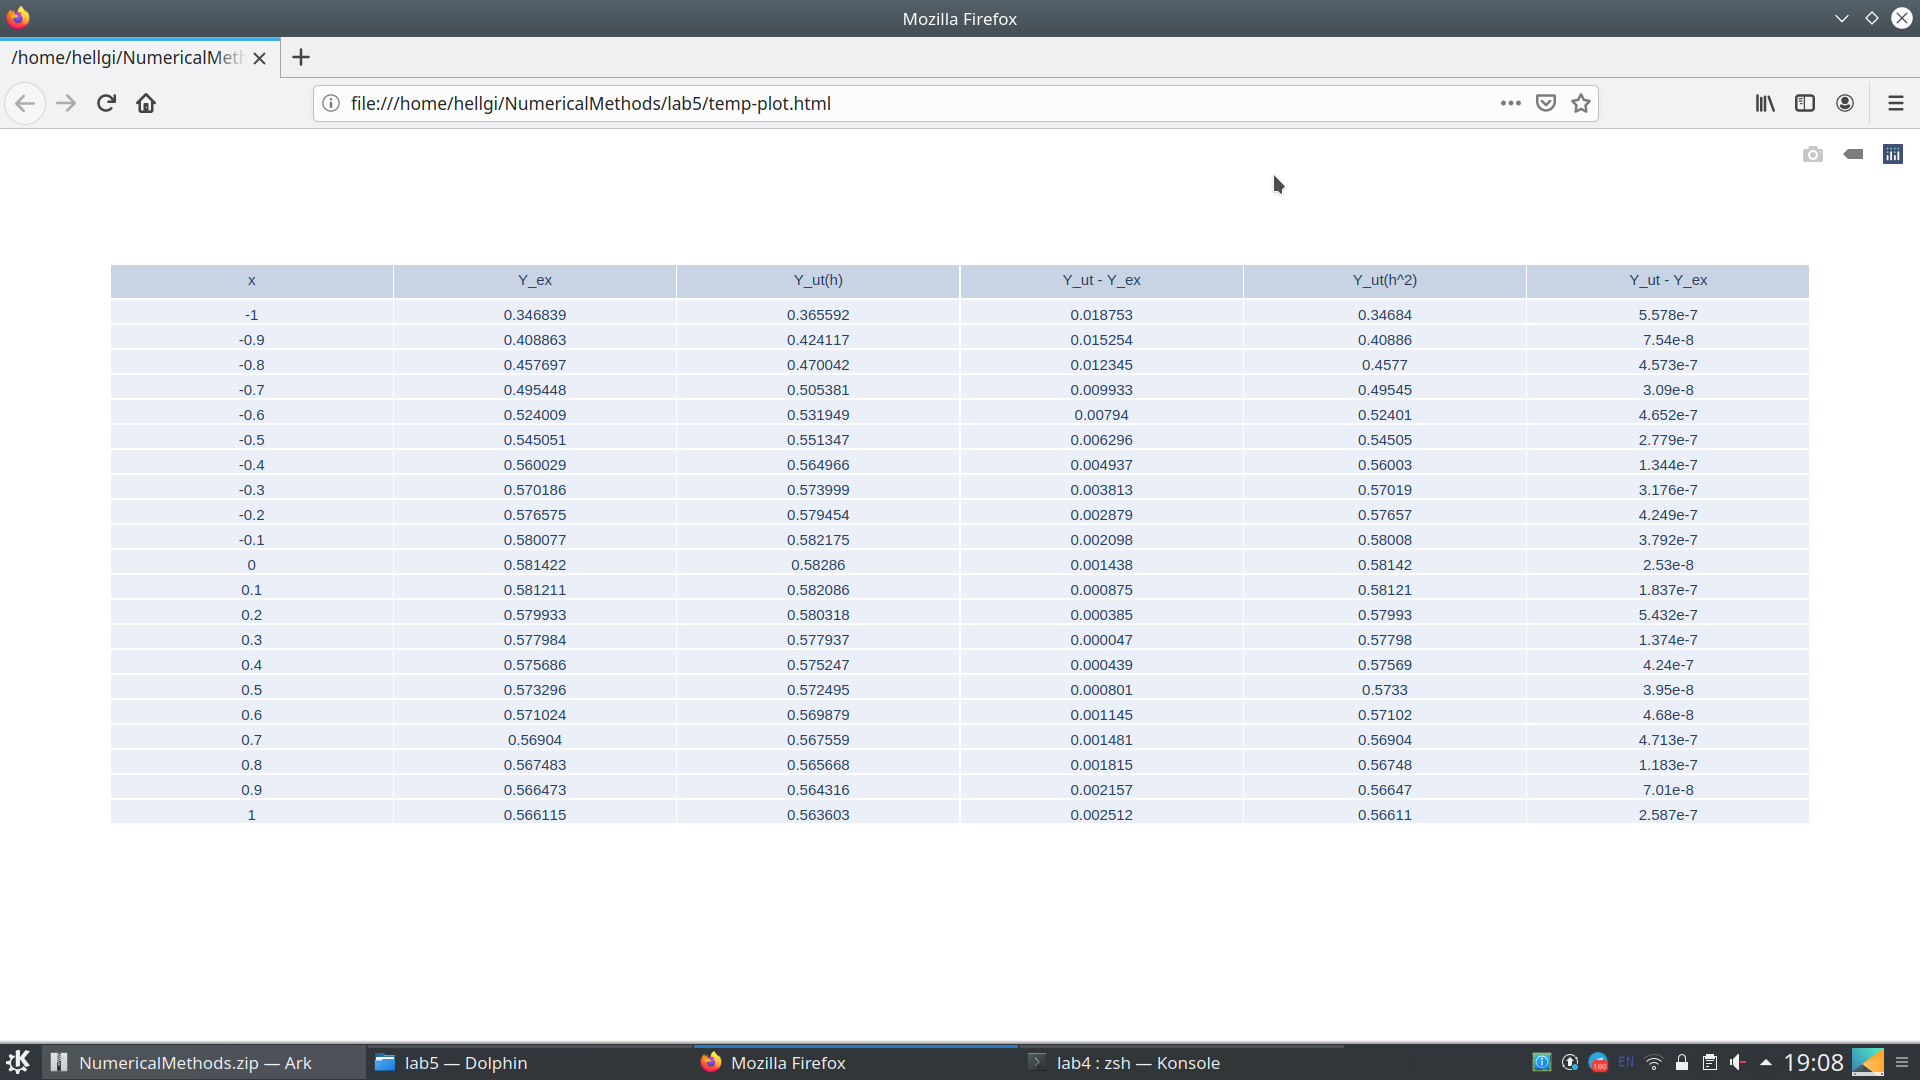 Mozilla Firefox
/home/hellgi/NumericalMeth
file:///home/hellgi/NumericalMethods/lab5/temp-plot.html
x Y_ex Y_ut(h) Y_ut - Y_ex Y_ut(h^2) Y_ut - Y_ex
-1 0.346839 0.365592 0.018753 0.34684 5.578e-7
-0.9 0.408863 0.424117 0.015254 0.40886 7.54e-8
-0.8 0.457697 0.470042 0.012345 0.4577 4.573e-7
-0.7 0.495448 0.505381 0.009933 0.49545 3.09e-8
-0.6 0.524009 0.531949 0.00794 0.52401 4.652e-7
-0.5 0.545051 0.551347 0.006296 0.54505 2.779e-7
-0.4 0.560029 0.564966 0.004937 0.56003 1.344e-7
-0.3 0.570186 0.573999 0.003813 0.57019 3.176e-7
-0.2 0.576575 0.579454 0.002879 0.57657 4.249e-7
-0.1 0.580077 0.582175 0.002098 0.58008 3.792e-7
0 0.581422 0.58286 0.001438 0.58142 2.53e-8
0.1 0.581211 0.582086 0.000875 0.58121 1.837e-7
0.2 0.579933 0.580318 0.000385 0.57993 5.432e-7
0.3 0.577984 0.577937 0.000047 0.57798 1.374e-7
0.4 0.575686 0.575247 0.000439 0.57569 4.24e-7
0.5 0.573296 0.572495 0.000801 0.5733 3.95e-8
0.6 0.571024 0.569879 0.001145 0.57102 4.68e-8
0.7 0.56904 0.567559 0.001481 0.56904 4.713e-7
0.8 0.567483 0.565668 0.001815 0.56748 1.183e-7
0.9 0.566473 0.564316 0.002157 0.56647 7.01e-8
1 0.566115 0.563603 0.002512 0.56611 2.587e-7
NumericalMethods.zip — Ark lab5 — Dolphin Mozilla Firefox lab4 : zsh — Konsole EN 19:08